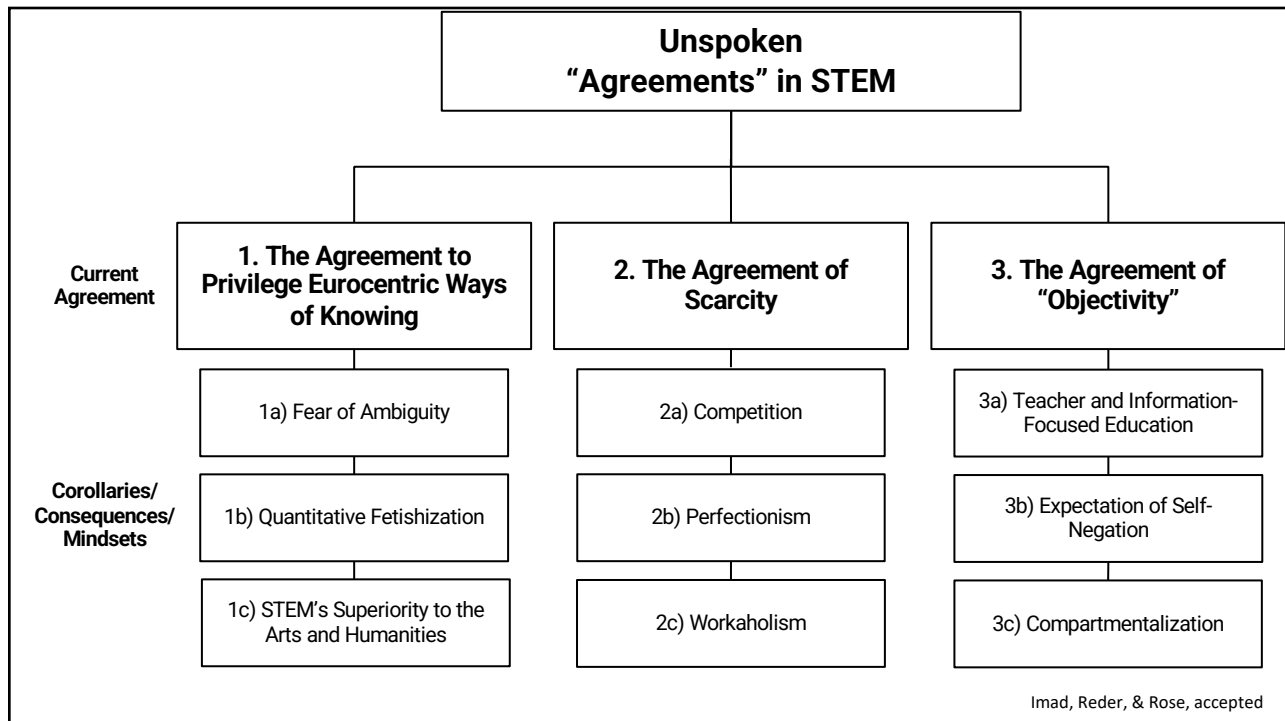 Unspoken
“Agreements” in STEM
Current
Agreement
1. The Agreement to
Privilege Eurocentric Ways
of Knowing
2. The Agreement of
Scarcity
3. The Agreement of
“Objectivity”
Corollaries/
Consequences/
Mindsets
1a) Fear of Ambiguity
2a) Competition
3a) Teacher and Information-
Focused Education
1b) Quantitative Fetishization
2b) Perfectionism
3b) Expectation of Self-
Negation
1c) STEM’s Superiority to the
Arts and Humanities
2c) Workaholism
3c) Compartmentalization
Imad, Reder, & Rose, accepted